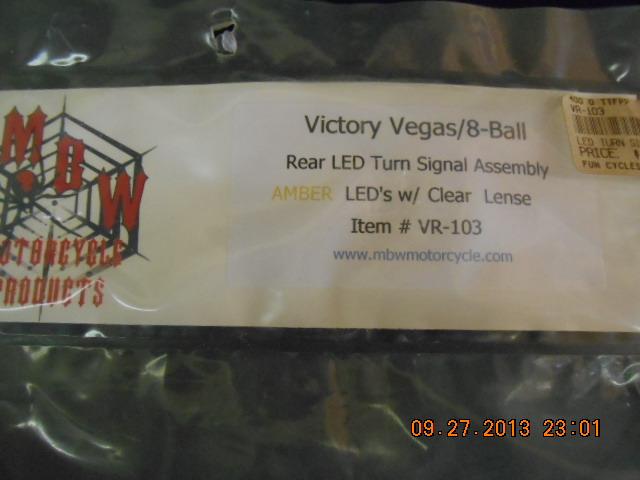 MBW
MOTORCYCLE
PRODUCTS
Victory Vegas/8-Ball
Rear LED Turn Signal Assembly
AMBER LED's w/ Clear Lense
Item # VR-103
www.mbwmotorcycle.com
VR-103
LED TURN
PRICE:
FUN CYCLES
09.27.2013 23:01